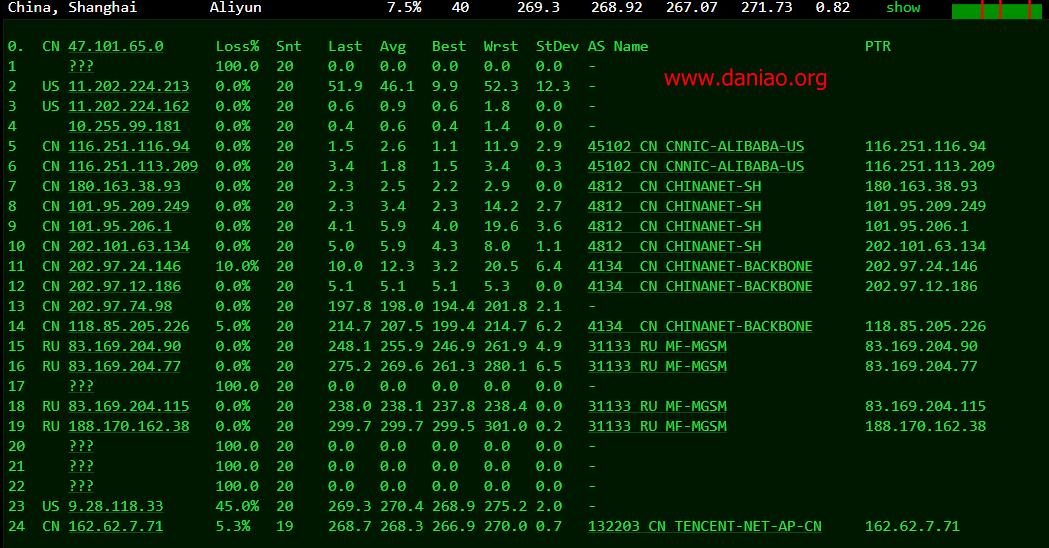 China, Shanghai Aliyun 7.5% 40 269.3 268.92 267.07 271.73 0.82 show
0. CN 47.101.65.0 Loss% Snt Last Avg Best Wrst StDev AS Name PTR
1 ??? 100.0 20 0.0 0.0 0.0 0.0 0.0 -
www.daniao.org
2 US 11.202.224.213 0.0% 20 51.9 46.1 9.9 52.3 12.3 -
3 US 11.202.224.162 0.0% 20 0.6 0.9 0.6 1.8 0.0 -
4 10.255.99.181 0.0% 20 0.4 0.6 0.4 1.4 0.0 -
5 CN 116.251.116.94 0.0% 20 1.5 2.6 1.1 11.9 2.9 45102 CN CNNIC-ALIBABA-US 116.251.116.94
6 CN 116.251.113.209 0.0% 20 3.4 1.8 1.5 3.4 0.3 45102 CN CNNIC-ALIBABA-US 116.251.113.209
7 CN 180.163.38.93 0.0% 20 2.3 2.5 2.2 2.9 0.0 4812 CN CHINANET-SH 180.163.38.93
8 CN 101.95.209.249 0.0% 20 2.3 3.4 2.3 14.2 2.7 4812 CN CHINANET-SH 101.95.209.249
9 CN 101.95.206.1 0.0% 20 4.1 5.9 4.0 19.6 3.6 4812 CN CHINANET-SH 101.95.206.1
10 CN 202.101.63.134 0.0% 20 5.0 5.9 4.3 8.0 1.1 4812 CN CHINANET-SH 202.101.63.134
11 CN 202.97.24.146 10.0% 20 10.0 12.3 3.2 20.5 6.4 4134 CN CHINANET-BACKBONE 202.97.24.146
12 CN 202.97.12.186 0.0% 20 5.1 5.1 5.1 5.3 0.0 4134 CN CHINANET-BACKBONE 202.97.12.186
13 CN 202.97.74.98 0.0% 20 197.8 198.0 194.4 201.8 2.1 -
14 CN 118.85.205.226 5.0% 20 214.7 207.5 199.4 214.7 6.2 4134 CN CHINANET-BACKBONE 118.85.205.226
15 RU 83.169.204.90 0.0% 20 248.1 255.9 246.9 261.9 4.9 31133 RU MF-MGSM 83.169.204.90
16 RU 83.169.204.77 0.0% 20 275.2 269.6 261.3 280.1 6.5 31133 RU MF-MGSM 83.169.204.77
17 ??? 100.0 20 0.0 0.0 0.0 0.0 0.0 -
18 RU 83.169.204.115 0.0% 20 238.0 238.1 237.8 238.4 0.0 31133 RU MF-MGSM 83.169.204.115
19 RU 188.170.162.38 0.0% 20 299.7 299.7 299.5 301.0 0.2 31133 RU MF-MGSM 188.170.162.38
20 ??? 100.0 20 0.0 0.0 0.0 0.0 0.0 -
21 ??? 100.0 20 0.0 0.0 0.0 0.0 0.0 -
22 ??? 100.0 20 0.0 0.0 0.0 0.0 0.0 -
23 US 9.28.118.33 45.0% 20 269.3 270.4 268.9 275.2 2.0 -
24 CN 162.62.7.71 5.3% 19 268.7 268.3 266.9 270.0 0.7 132203 CN TENCENT-NET-AP-CN 162.62.7.71